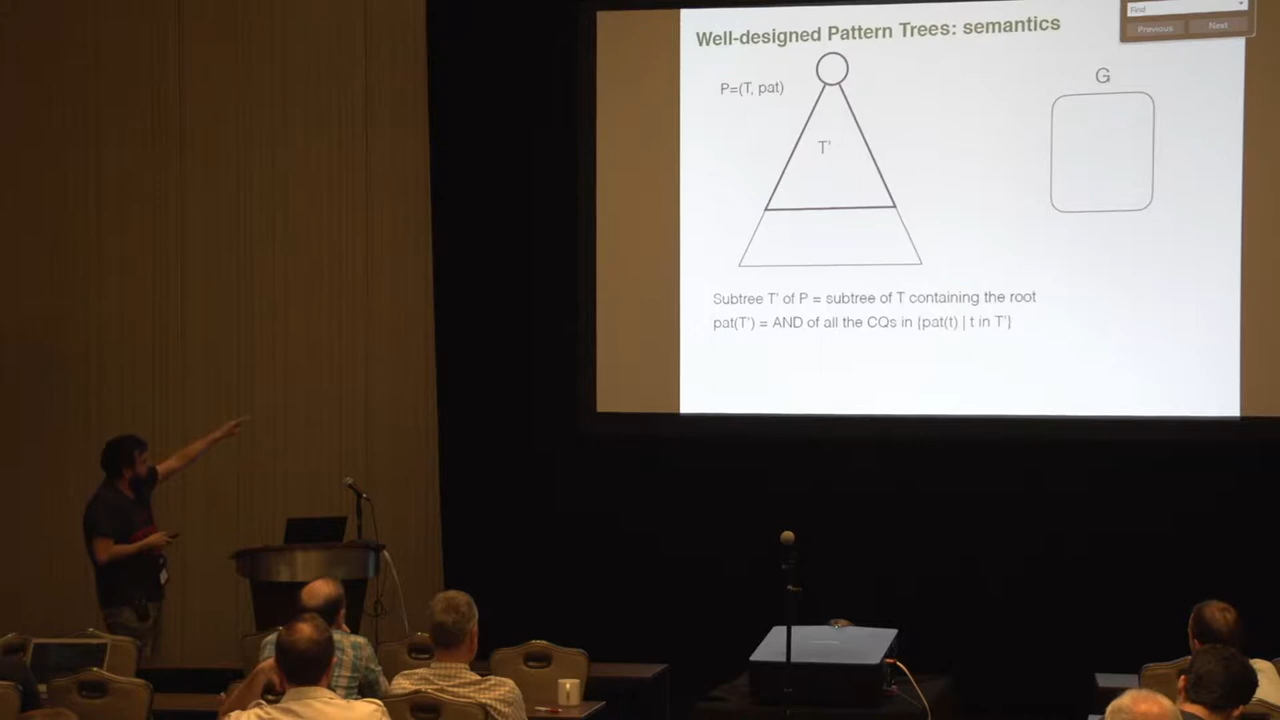 Well-designed Pattern Trees: semantics
Find
Previous Next
P=(T, pat)
G
T'
Subtree T' of P = subtree of T containing the root
pat(T') = AND of all the CQs in {pat(t) | t in T'}